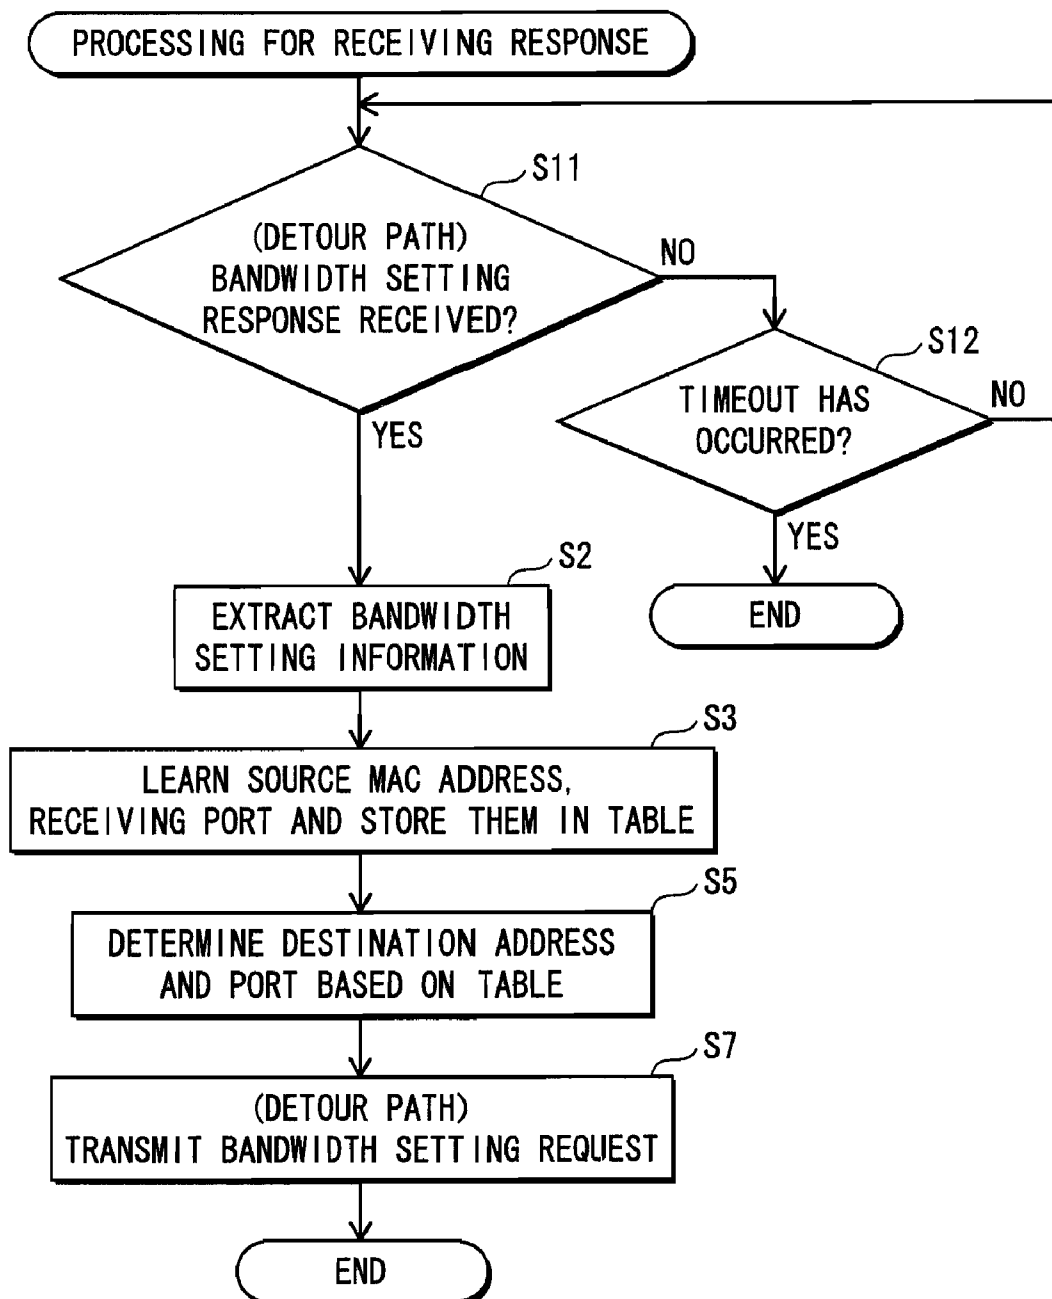 PROCESSING FOR RECEIVING RESPONSE
S11
(DETOUR PATH)
BANDWIDTH SETTING
RESPONSE RECEIVED?
NO
YES
S12
TIMEOUT HAS
OCCURRED?
NO
YES
END
S2
EXTRACT BANDWIDTH
SETTING INFORMATION
S3
LEARN SOURCE MAC ADDRESS,
RECEIVING PORT AND STORE THEM IN TABLE
S5
DETERMINE DESTINATION ADDRESS
AND PORT BASED ON TABLE
S7
(DETOUR PATH)
TRANSMIT BANDWIDTH SETTING REQUEST
END